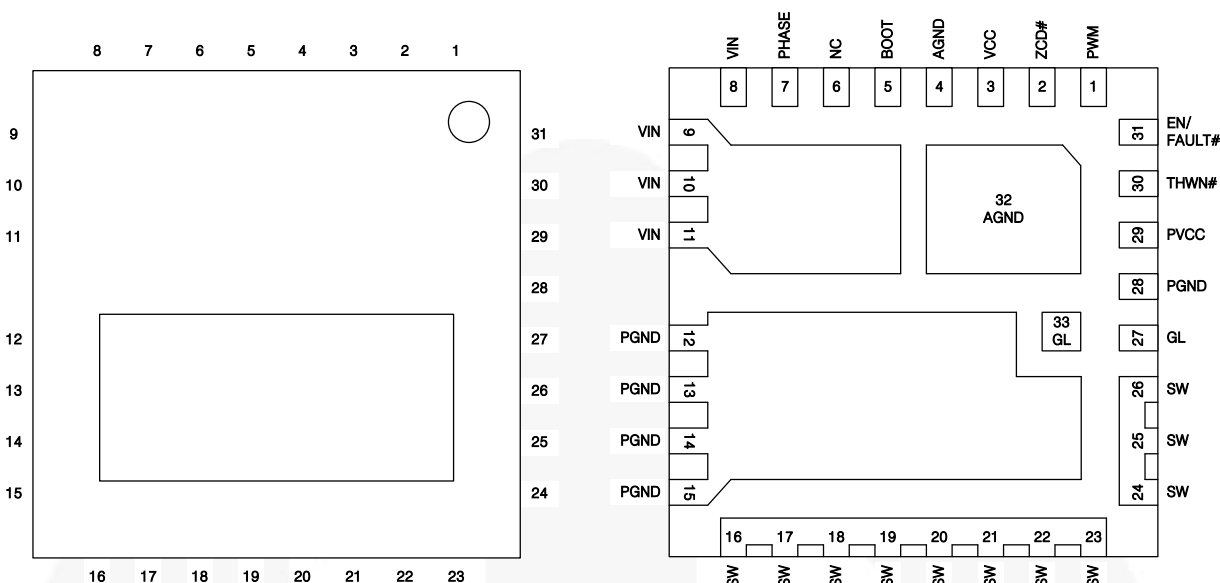 8 7 6 5 4 3 2 1
9
10
11
12
13
14
15
31
30
29
28
27
26
25
24
16 17 18 19 20 21 22 23
VIN PHASE NC BOOT AGND VCC ZCD# PWM
8 7 6 5 4 3 2 1
VIN 9
VIN 10
VIN 11
PGND 12
PGND 13
PGND 14
PGND 15
32
AGND
33
GL
31 EN/
FAULT#
30 THWN#
29 PVCC
28 PGND
27 GL
26 SW
25 SW
24 SW
16 17 18 19 20 21 22 23
SW SW SW SW SW SW SW SW